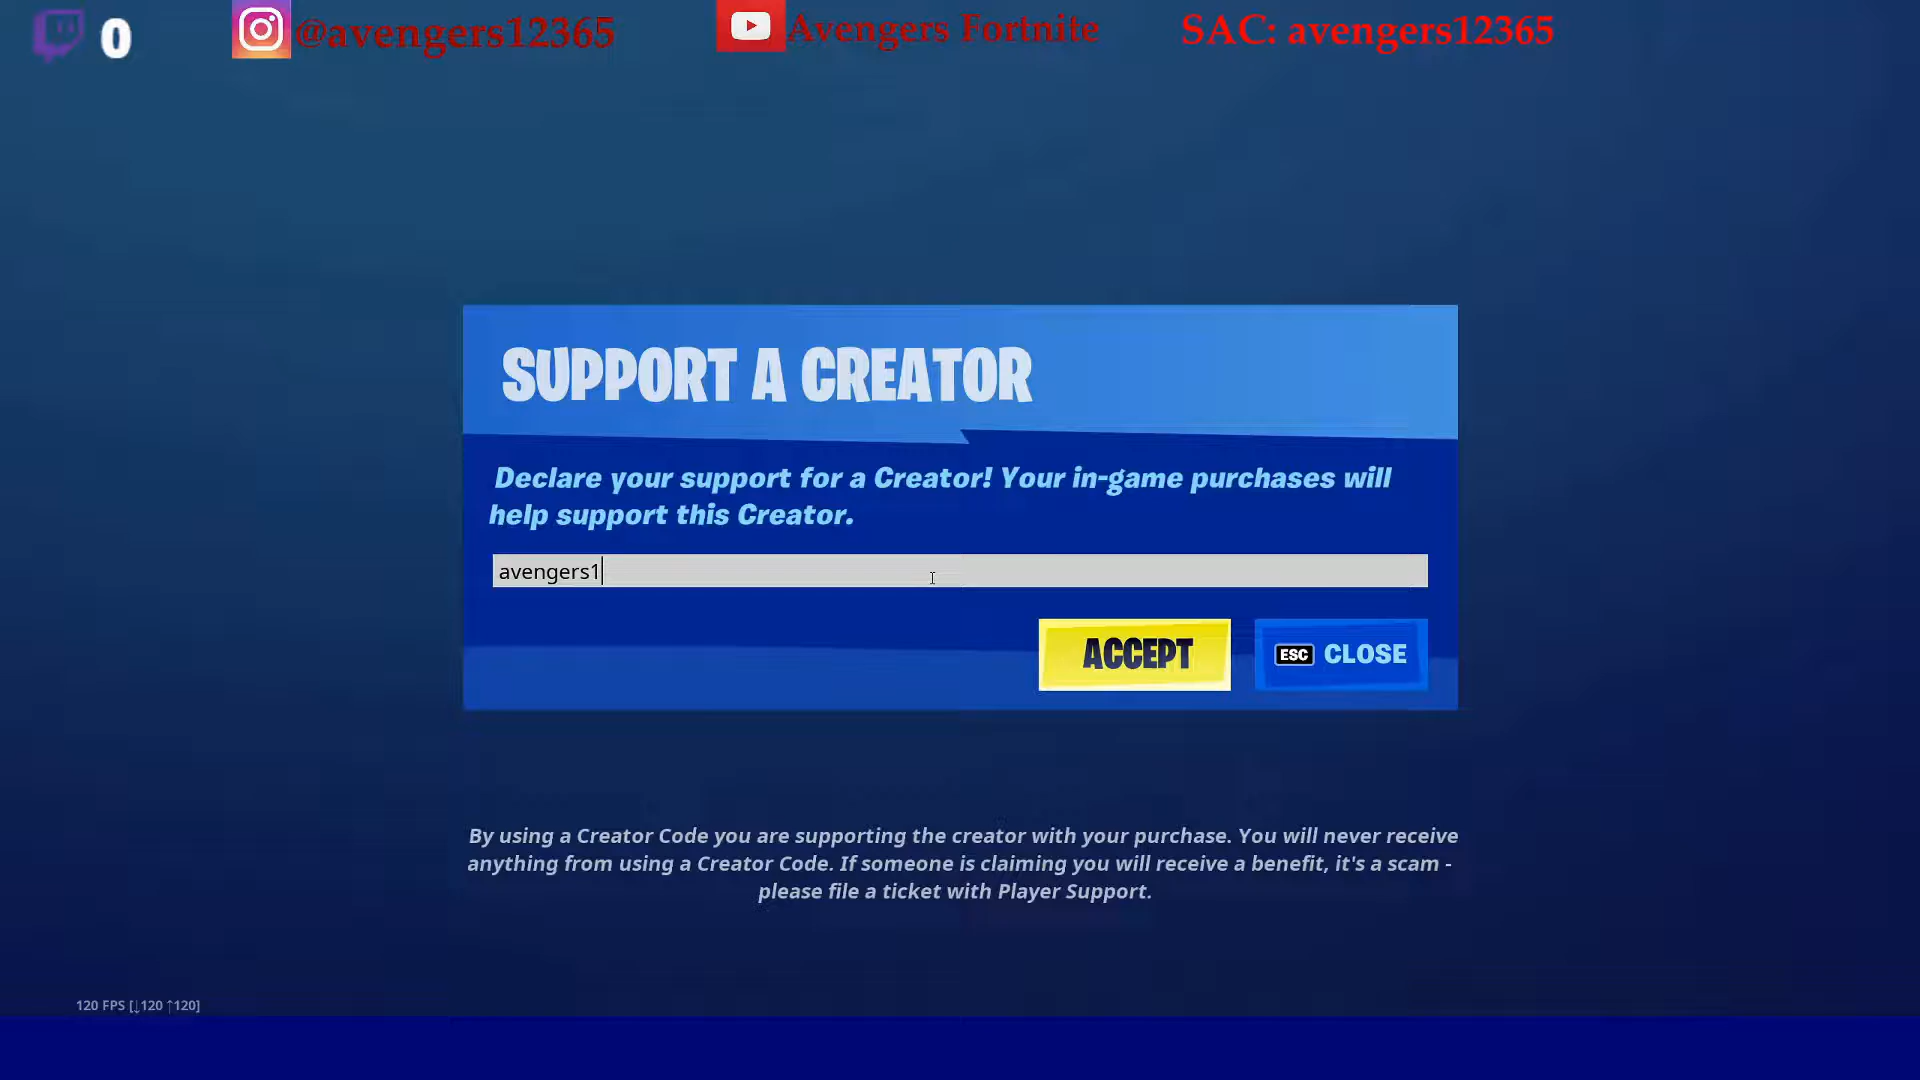 0
@avengers12365
Avengers Fortnite
SAC: avengers12365
SUPPORT A CREATOR
Declare your support for a Creator! Your in-game purchases will
help support this Creator.
avengers1
ACCEPT
ESC CLOSE
By using a Creator Code you are supporting the creator with your purchase. You will never receive
anything from using a Creator Code. If someone is claiming you will receive a benefit, it's a scam -
please file a ticket with Player Support.
120 FPS [↓120 ↑120]